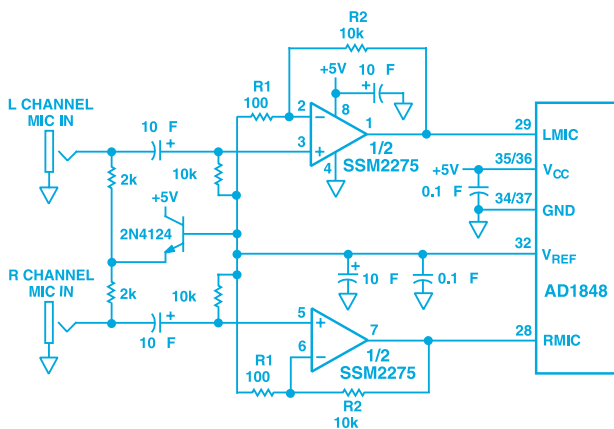 R2
10k
+5V
10 F
+
R1
100
L CHANNEL
MIC IN
10 F
+
2
−
8
1
3
+
4
1/2
SSM2275
29
LMIC
35/36
+5V
VCC
0.1 F
34/37
GND
2k
10k
+5V
2N4124
32
VREF
+
10 F
0.1 F
AD1848
R CHANNEL
MIC IN
2k
10k
+
10 F
5
+
7
6
−
1/2
SSM2275
28
RMIC
R1
100
R2
10k